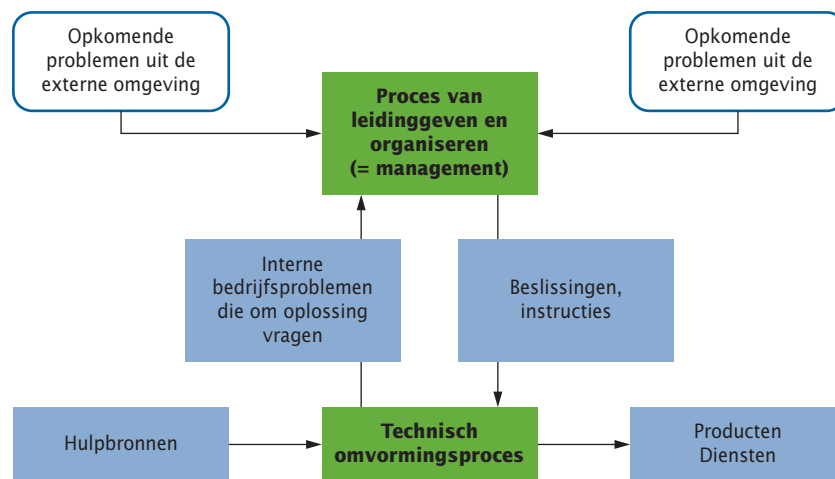 Opkomende
problemen uit de
externe omgeving
Opkomende
problemen uit de
externe omgeving
Proces van
leidinggeven en
organiseren
(= management)
Interne
bedrijfsproblemen
die om oplossing
vragen
Beslissingen,
instructies
Hulpbronnen
Technisch
omvormingsproces
Producten
Diensten